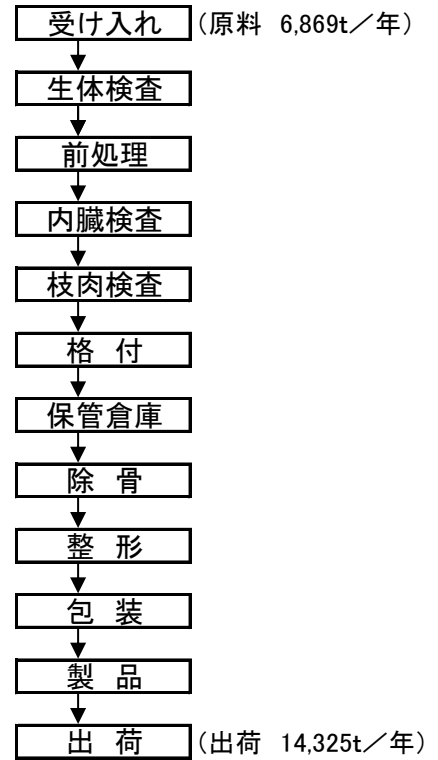 受け入れ (原料 6,869t/年)
生体検査
前処理
内臓検査
枝肉検査
格 付
保管倉庫
除 骨
整 形
包 装
製 品
出 荷 (出荷 14,325t/年)